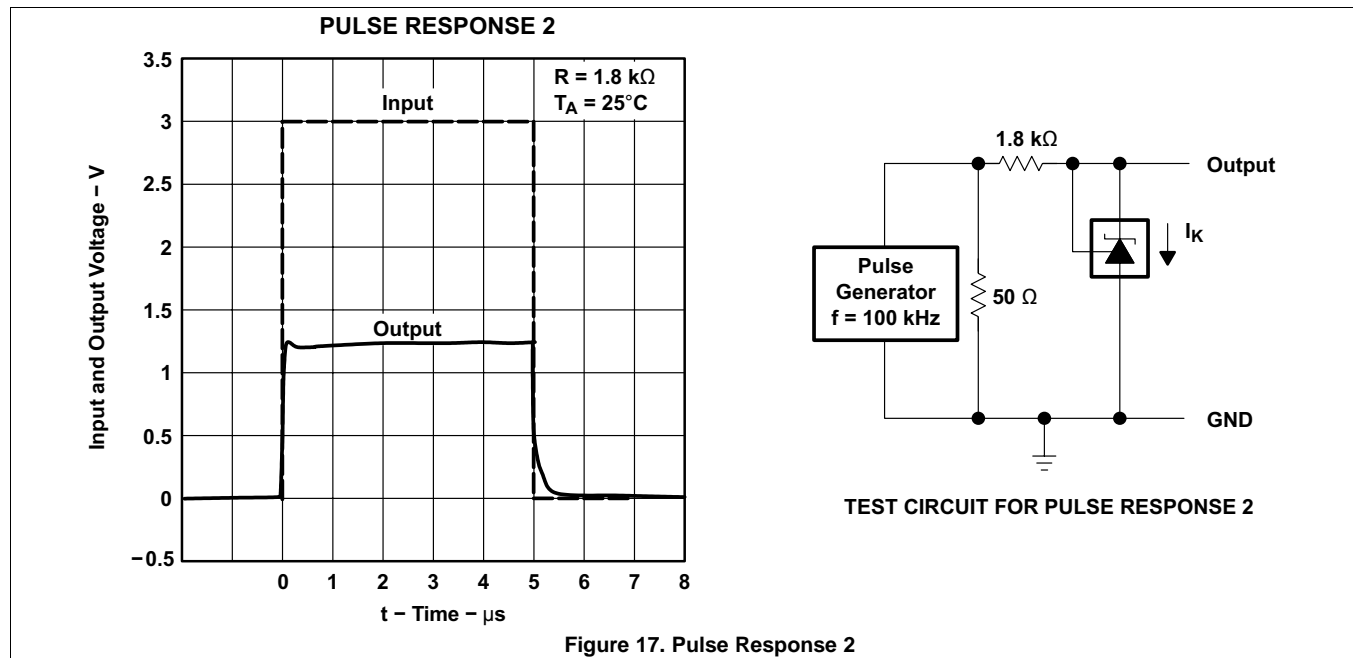 PULSE RESPONSE 2
3.5
3
2.5
2
1.5
1
0.5
0
−0.5
Input and Output Voltage − V
R = 1.8 kΩ
T_A = 25°C
Input
Output
0 1 2 3 4 5 6 7 8
t − Time − μs
1.8 kΩ
Output
I_K
Pulse
Generator
f = 100 kHz
50 Ω
GND
TEST CIRCUIT FOR PULSE RESPONSE 2
Figure 17. Pulse Response 2